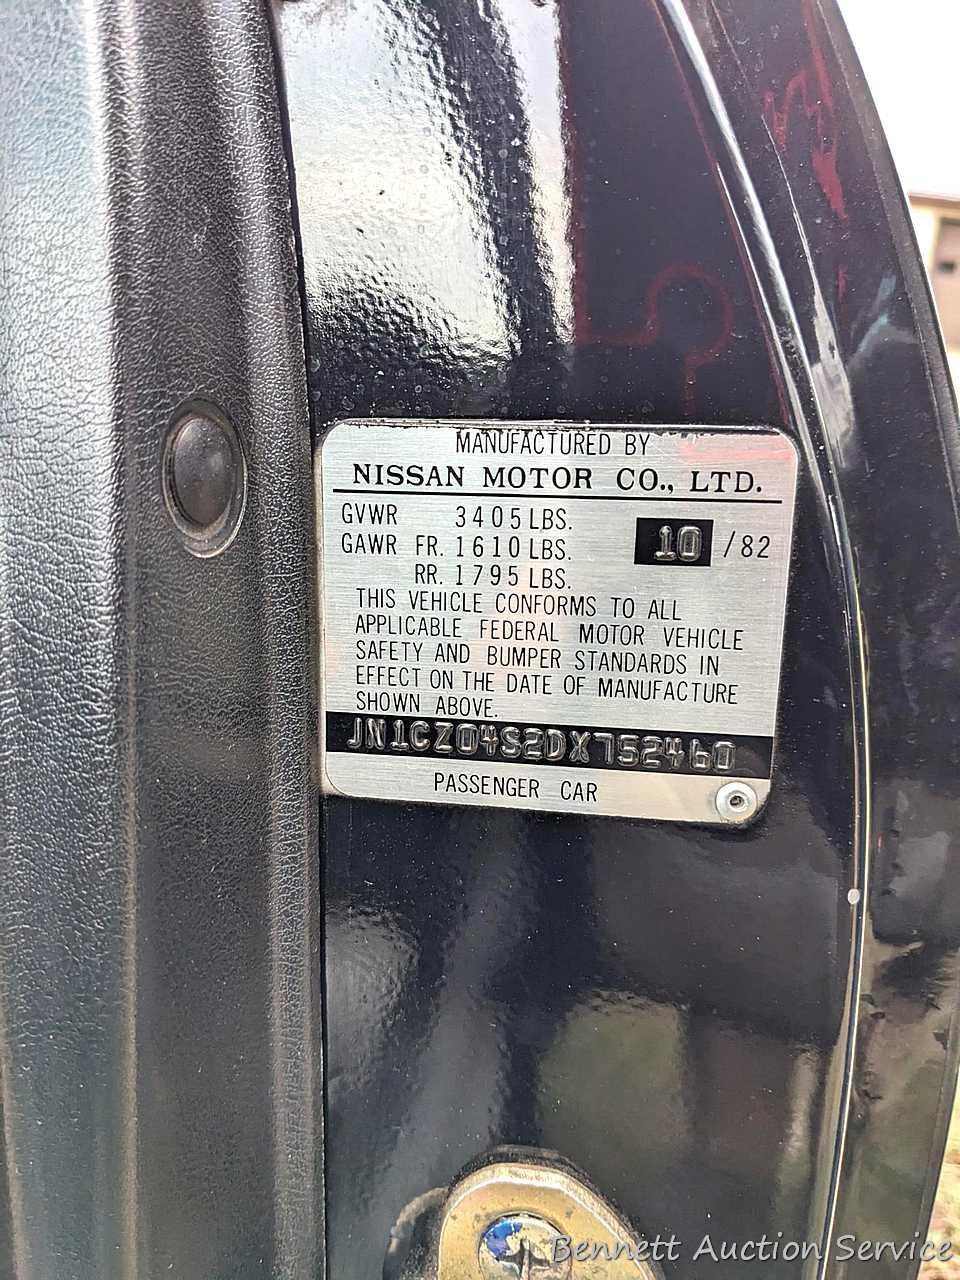 MANUFACTURED BY
NISSAN MOTOR CO., LTD.
GVWR 3405 LBS.
GAWR FR. 1610 LBS. 10 /82
RR. 1795 LBS.
THIS VEHICLE CONFORMS TO ALL
APPLICABLE FEDERAL MOTOR VEHICLE
SAFETY AND BUMPER STANDARDS IN
EFFECT ON THE DATE OF MANUFACTURE
SHOWN ABOVE.
JN1CZ04S2DX752460
PASSENGER CAR
Bennett Auction Service